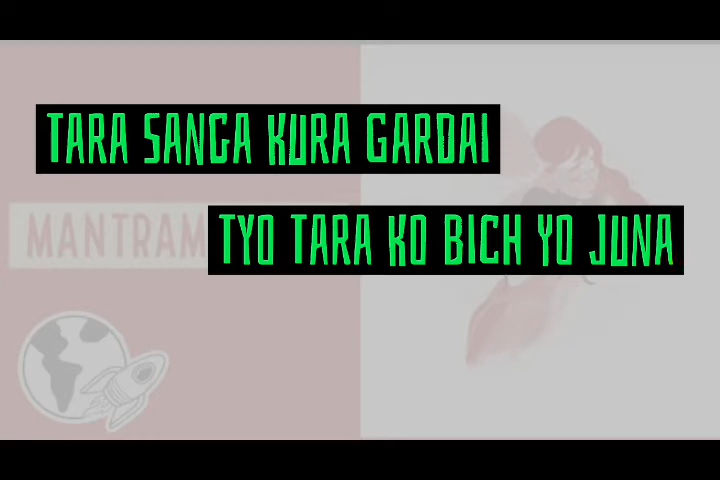 TARA SANGA KURA GARDAI
MANTRAM
TYO TARA KO BICH YO JUNA